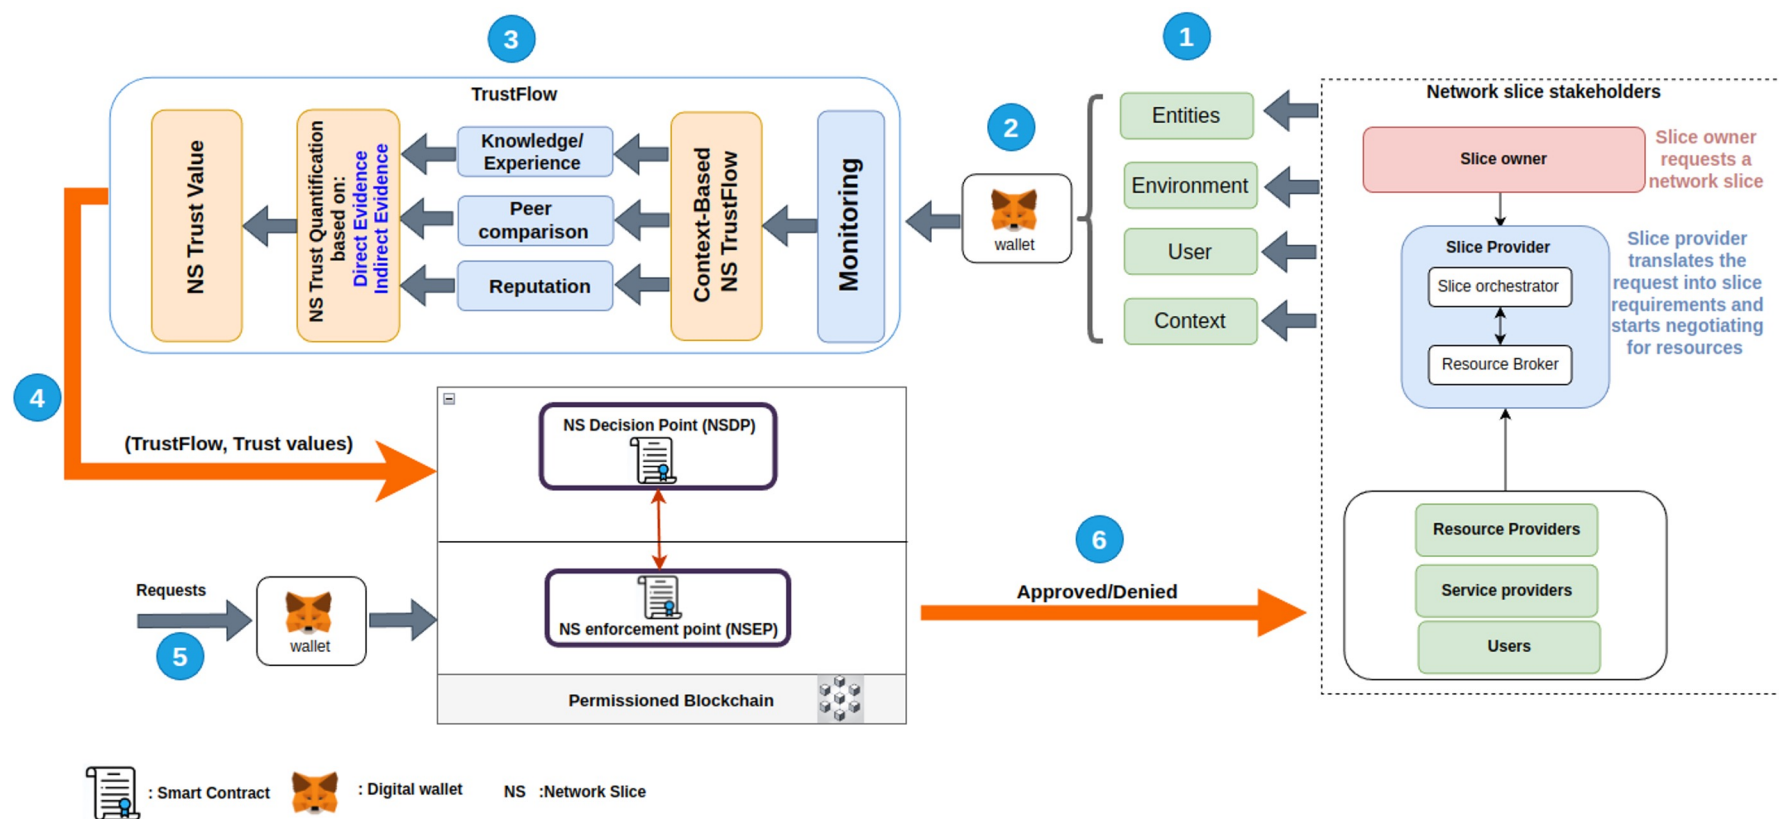 3
1
TrustFlow
NS Trust Value
NS Trust Quantification
based on:
Direct Evidence
Indirect Evidence
Knowledge/
Experience
Peer
comparison
Reputation
Context-Based
NS TrustFlow
Monitoring
2
wallet
Entities
Environment
User
Context
Network slice stakeholders
Slice owner
Slice owner
requests a
network slice
Slice Provider
Slice orchestrator
Resource Broker
Slice provider
translates the
request into slice
requirements and
starts negotiating
for resources
Resource Providers
Service providers
Users
4
(TrustFlow, Trust values)
NS Decision Point (NSDP)
NS enforcement point (NSEP)
Permissioned Blockchain
Requests
5
wallet
6
Approved/Denied
: Smart Contract
: Digital wallet
NS :Network Slice